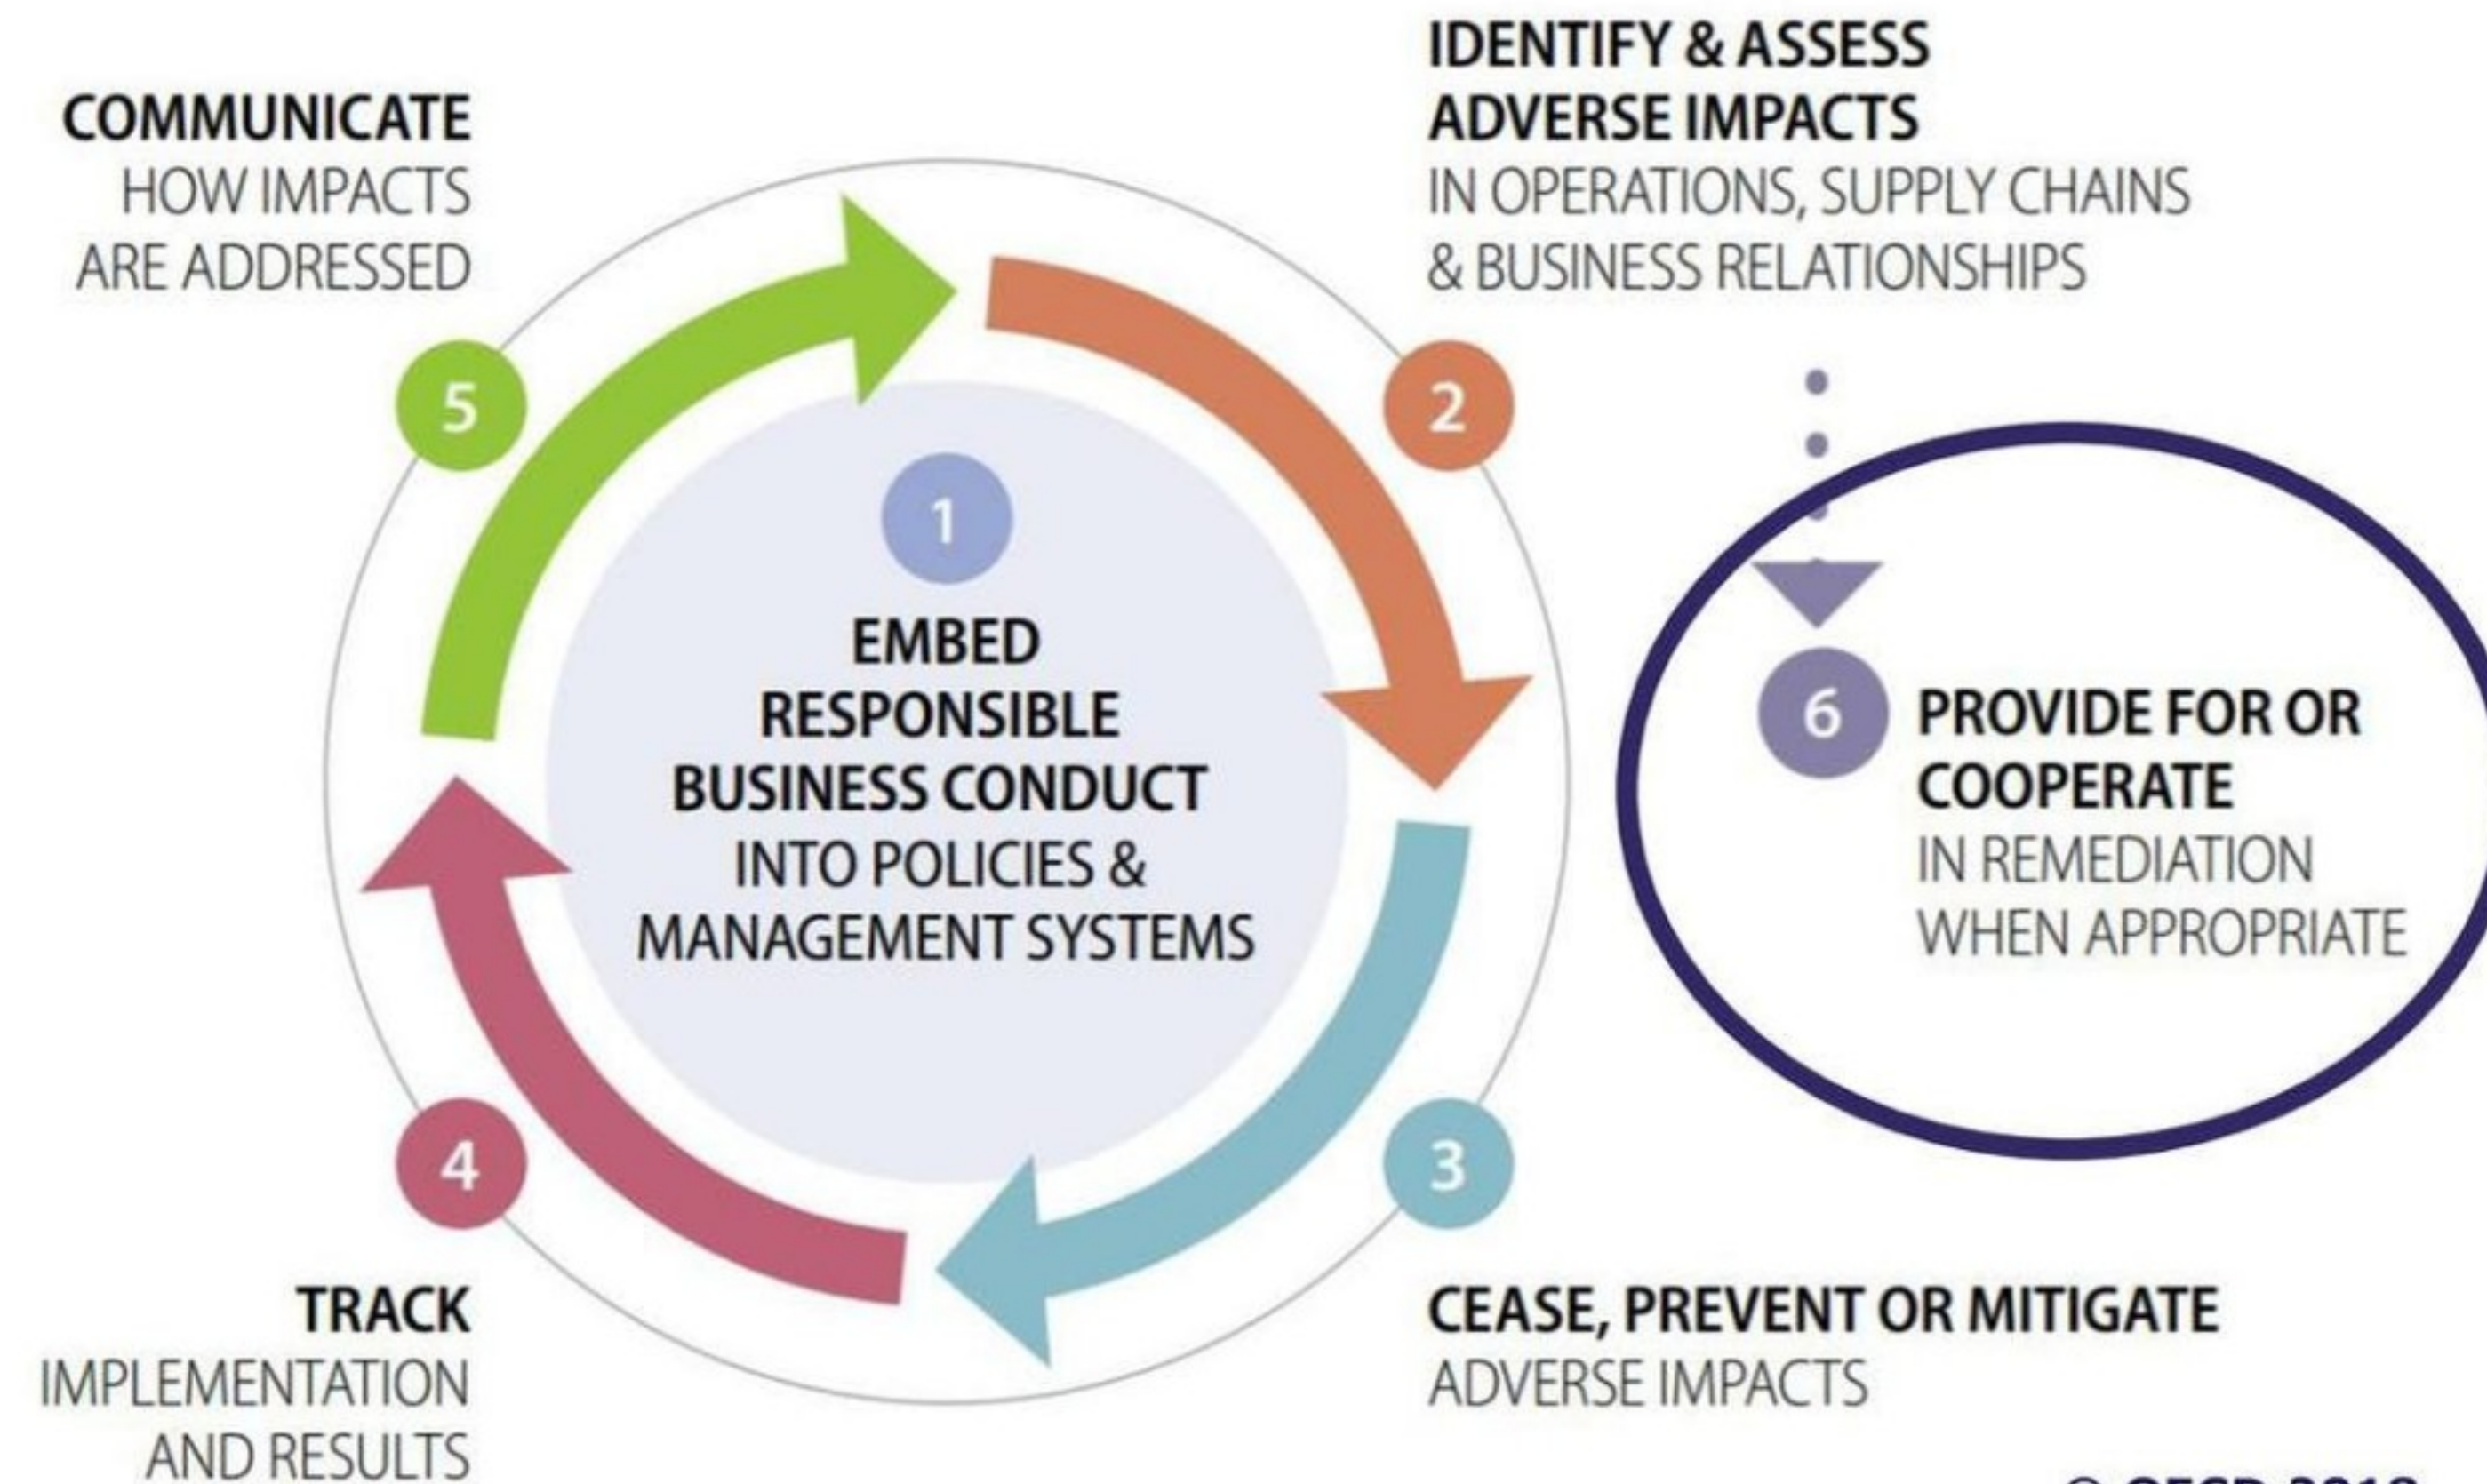 COMMUNICATE
HOW IMPACTS
ARE ADDRESSED
5
IDENTIFY & ASSESS
ADVERSE IMPACTS
IN OPERATIONS, SUPPLY CHAINS
& BUSINESS RELATIONSHIPS
2
1
EMBED
RESPONSIBLE
BUSINESS CONDUCT
INTO POLICIES &
MANAGEMENT SYSTEMS
6
PROVIDE FOR OR
COOPERATE
IN REMEDIATION
WHEN APPROPRIATE
4
TRACK
IMPLEMENTATION
AND RESULTS
3
CEASE, PREVENT OR MITIGATE
ADVERSE IMPACTS